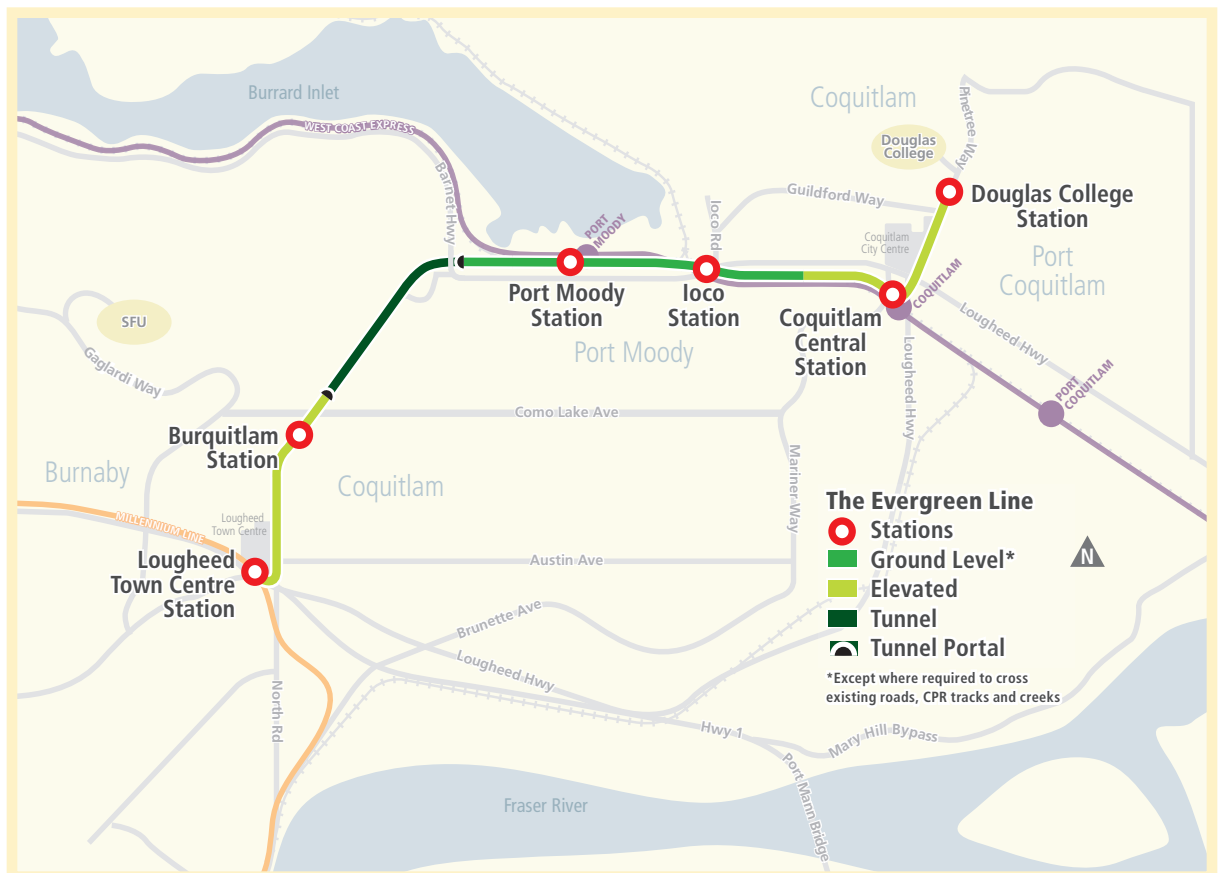 Burrard Inlet
WEST COAST EXPRESS
Barnet Hwy
Coquitlam
Pinetree Way
Douglas
College
Guildford Way
Ioco Rd
Douglas College
Station
Coquitlam
City Centre
Port
Coquitlam
PORT
MOODY
COQUITLAM
Port Moody
Station
Ioco
Station
Coquitlam
Central
Station
Port Moody
Lougheed Hwy
Lougheed Hwy
PORT
COQUITLAM
SFU
Gaglardi Way
Como Lake Ave
Burquitlam
Station
Burnaby
Coquitlam
Mariner Way
MILLENNIUM LINE
Lougheed
Town Centre
Lougheed
Town Centre
Station
Austin Ave
Brunette Ave
Lougheed Hwy
North Rd
Hwy 1
Mary Hill Bypass
Port Mann Bridge
Fraser River
The Evergreen Line
Stations
Ground Level*
Elevated
Tunnel
Tunnel Portal
*Except where required to cross
existing roads, CPR tracks and creeks
N